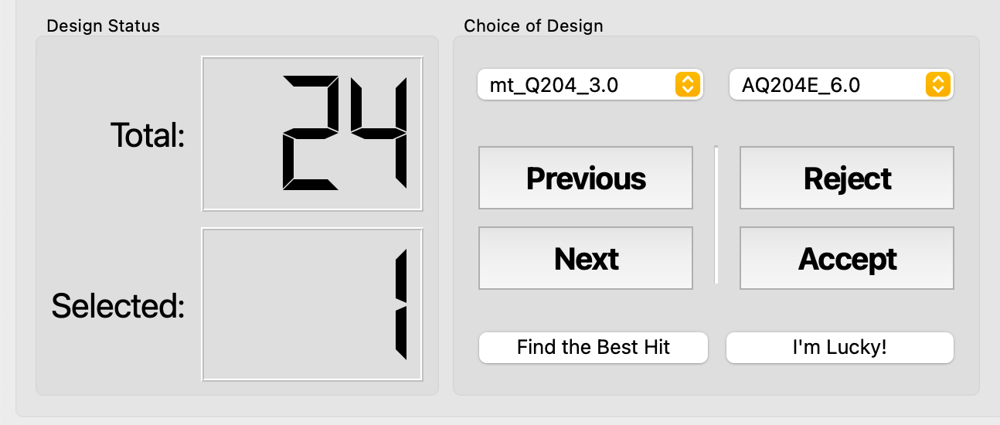 Design Status
Total: 24
Selected: 1
Choice of Design
mt_Q204_3.0 AQ204E_6.0
Previous Reject
Next Accept
Find the Best Hit I'm Lucky!